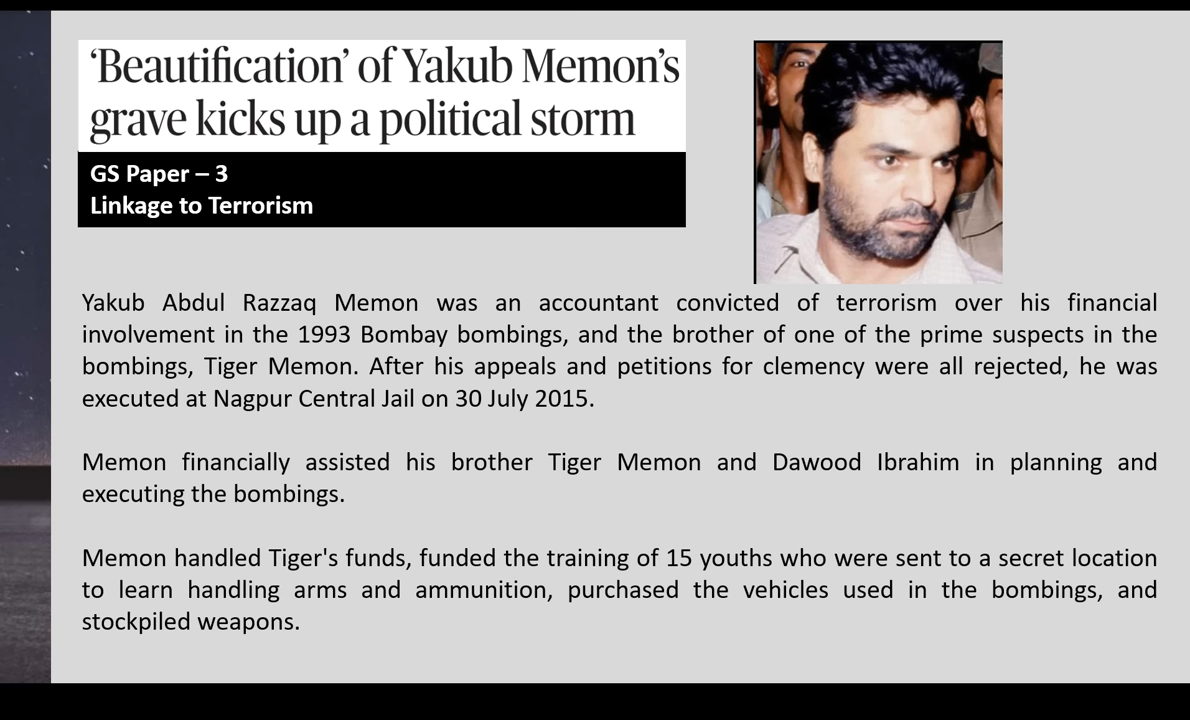 ‘Beautification’ of Yakub Memon’s
grave kicks up a political storm
GS Paper – 3
Linkage to Terrorism
Yakub Abdul Razzaq Memon was an accountant convicted of terrorism over his financial
involvement in the 1993 Bombay bombings, and the brother of one of the prime suspects in the
bombings, Tiger Memon. After his appeals and petitions for clemency were all rejected, he was
executed at Nagpur Central Jail on 30 July 2015.
Memon financially assisted his brother Tiger Memon and Dawood Ibrahim in planning and
executing the bombings.
Memon handled Tiger's funds, funded the training of 15 youths who were sent to a secret location
to learn handling arms and ammunition, purchased the vehicles used in the bombings, and
stockpiled weapons.